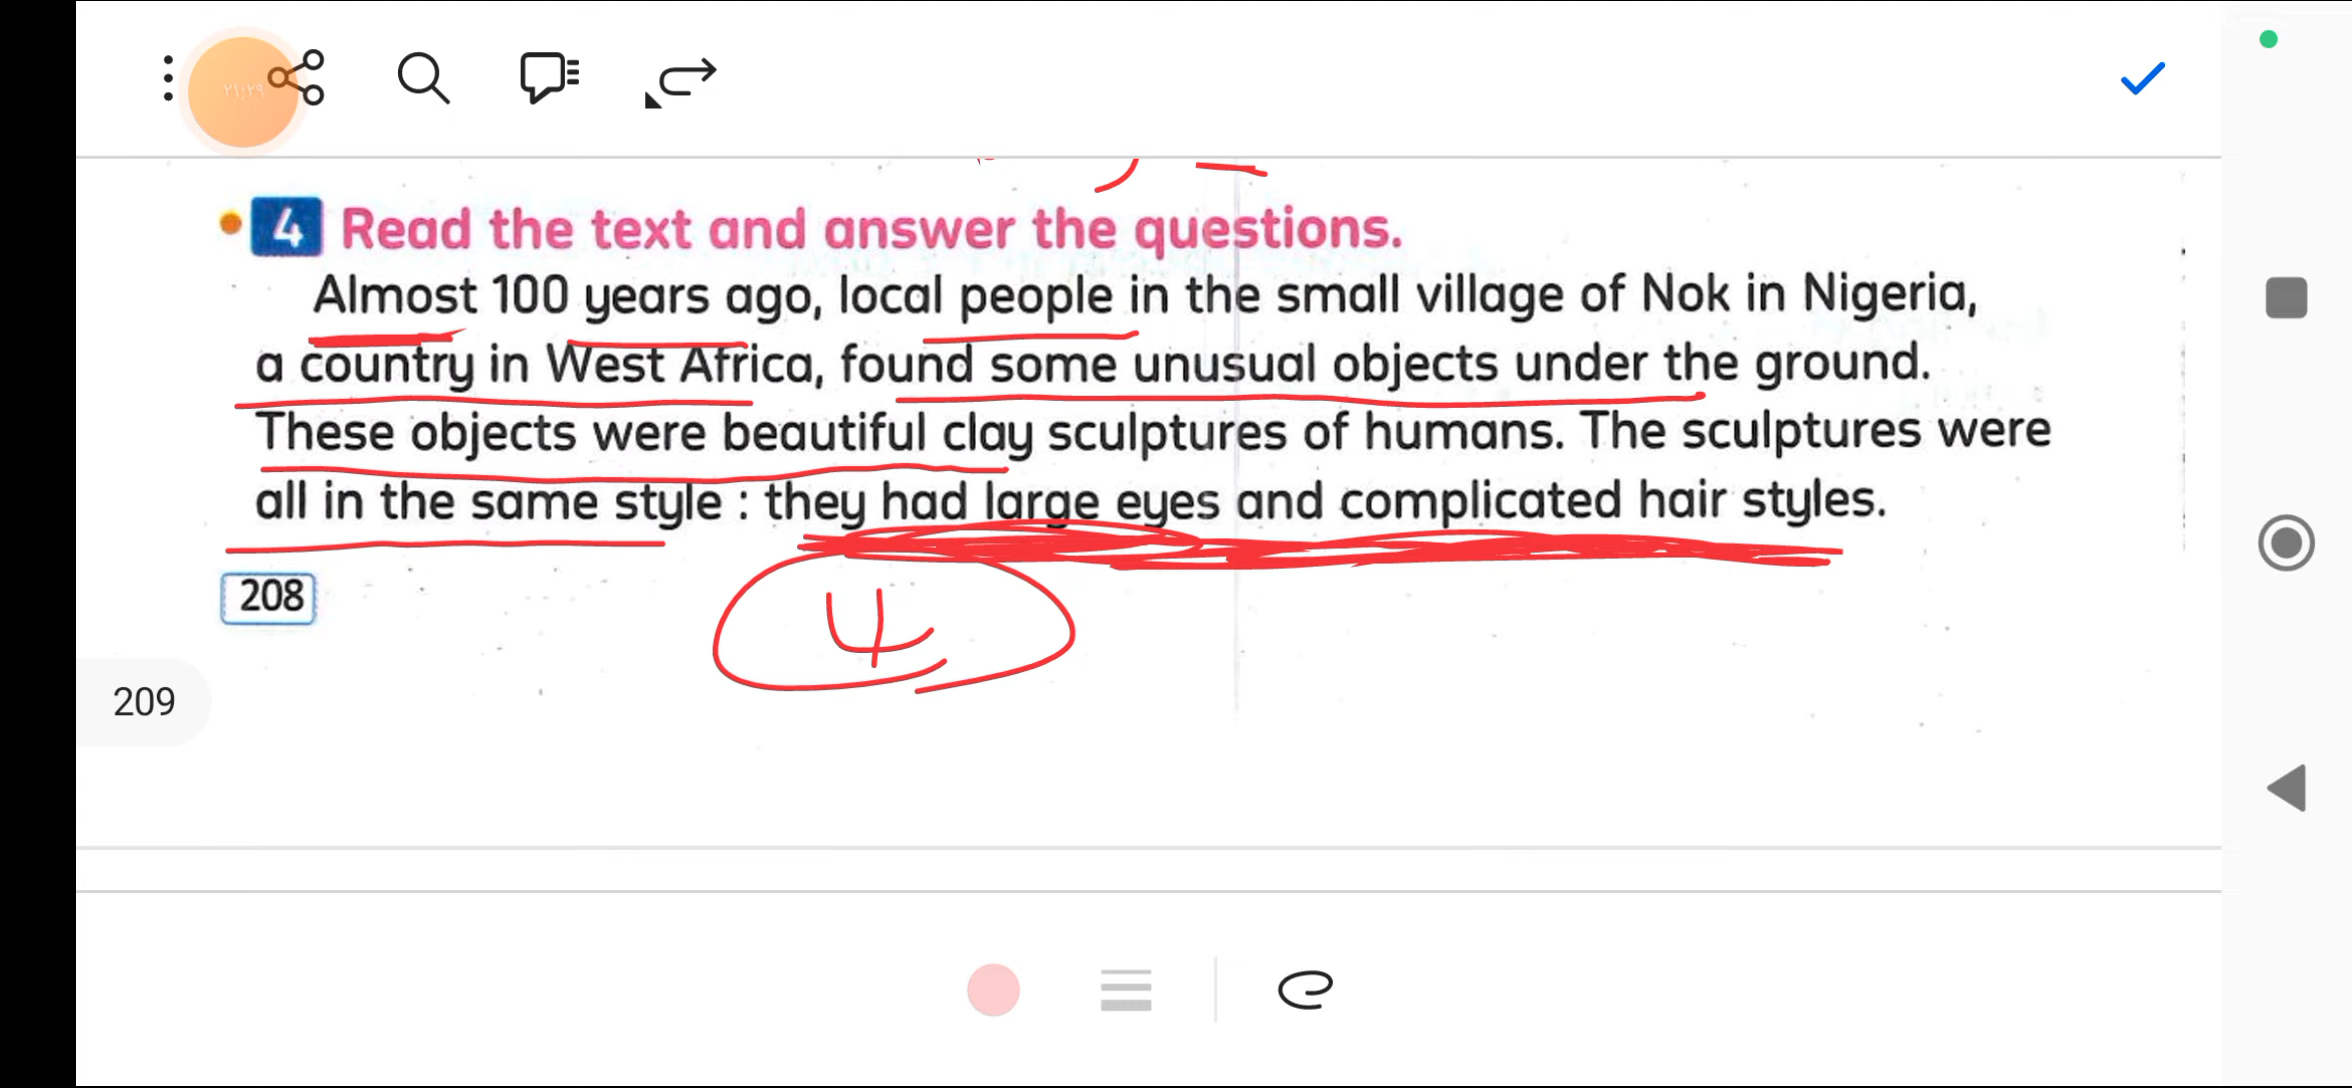 ٢١:٢٩
4 Read the text and answer the questions.
Almost 100 years ago, local people in the small village of Nok in Nigeria,
a country in West Africa, found some unusual objects under the ground.
These objects were beautiful clay sculptures of humans. The sculptures were
all in the same style : they had large eyes and complicated hair styles.
208
4
209